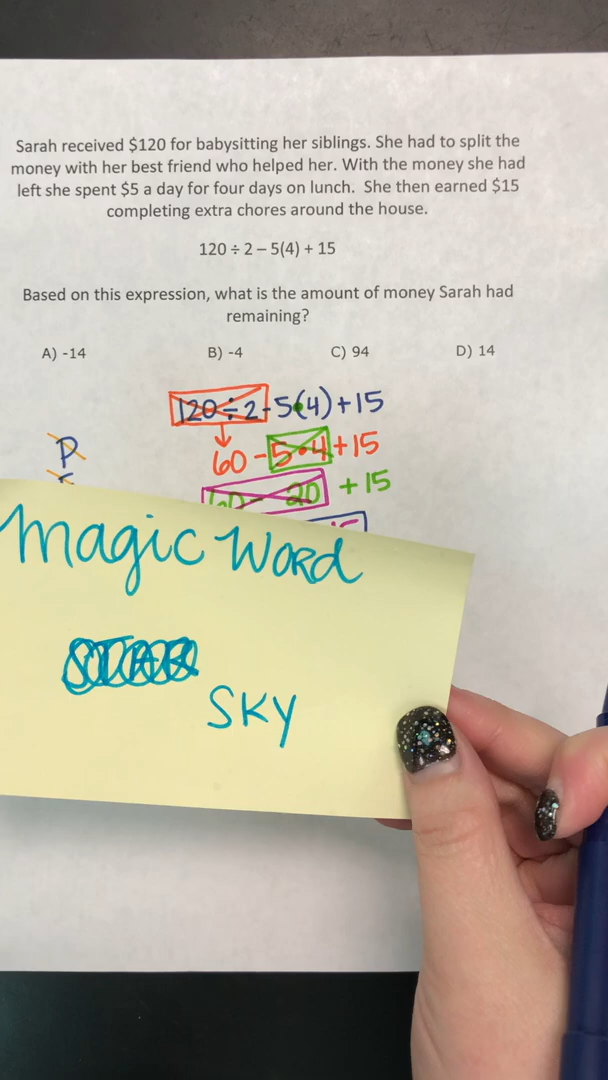 Sarah received $120 for babysitting her siblings. She had to split the
money with her best friend who helped her. With the money she had
left she spent $5 a day for four days on lunch. She then earned $15
completing extra chores around the house.
120 ÷ 2 – 5(4) + 15
Based on this expression, what is the amount of money Sarah had
remaining?
A) -14 B) -4 C) 94 D) 14
120÷2-5(4)+15
P
60-5•4+15
60-20 +15
Magic Word
SKY